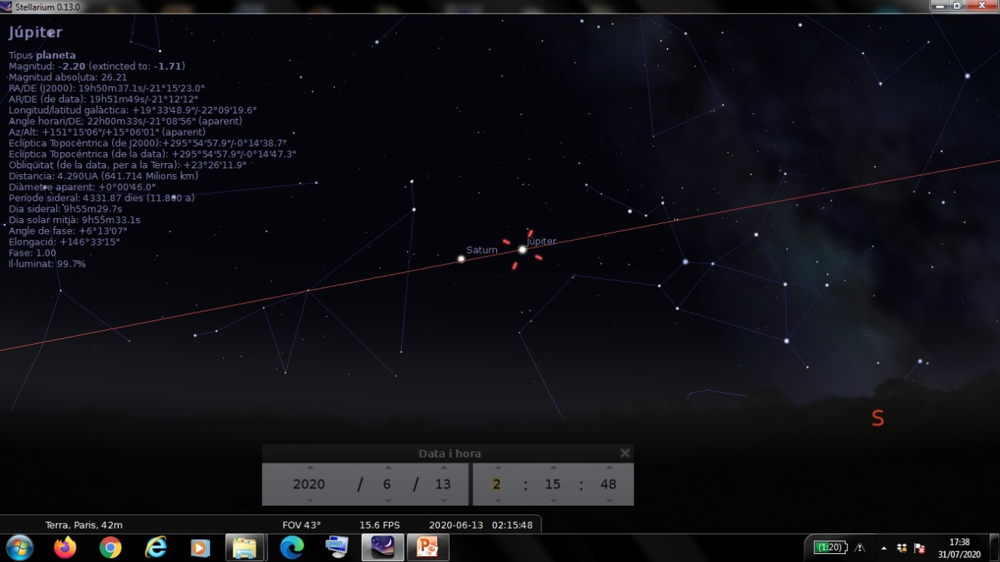 Stellarium 0.13.0
Júpiter
Tipus planeta
Magnitud: -2.20 (extincted to: -1.71)
Magnitud absoluta: 26.21
RA/DE (J2000): 19h50m37.1s/-21°15'23.0"
AR/DE (de data): 19h51m49s/-21°12'12"
Longitud/latitud galàctica: +19°33'48.9"/-22°09'19.6"
Angle horari/DE: 22h00m33s/-21°08'56" (aparent)
Az/Alt: +151°15'06"/+15°06'01" (aparent)
Eclíptica Topocèntrica (de J2000):+295°54'57.9"/-0°14'38.7"
Eclíptica Topocéntrica (de la data): +295°54'57.9"/-0°14'47.3"
Obliqüitat (de la data, per a la Terra): +23°26'11.9"
Distancia: 4.290UA (641.714 Milions km)
Diàmetre aparent: +0°00'46.0"
Període sideral: 4331.87 dies (11.860 a)
Dia sideral: 9h55m29.7s
Dia solar mitjà: 9h55m33.1s
Angle de fase: +6°13'07"
Elongació: +146°33'15"
Fase: 1.00
Il·luminat: 99.7%
Júpiter
Saturn
S
Data i hora
2020 / 6 / 13 2 : 15 : 48
Terra, Paris, 42m FOV 43° 15.6 FPS 2020-06-13 02:15:48
(1:20) 17:38
31/07/2020